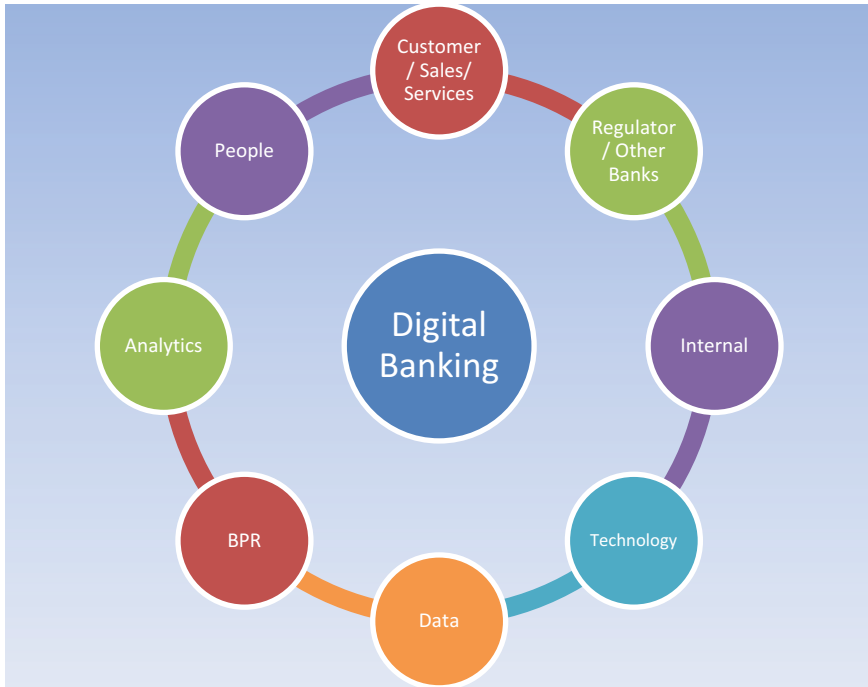 Customer
/ Sales/
Services
Regulator
/ Other
Banks
Internal
Technology
Data
BPR
Analytics
People
Digital
Banking